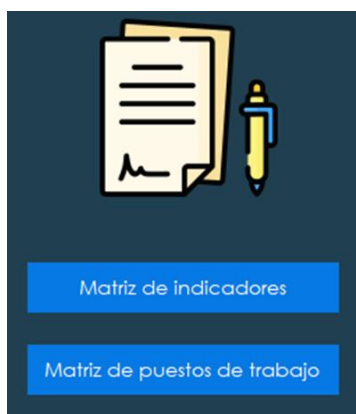 Matriz de indicadores
Matriz de puestos de trabajo